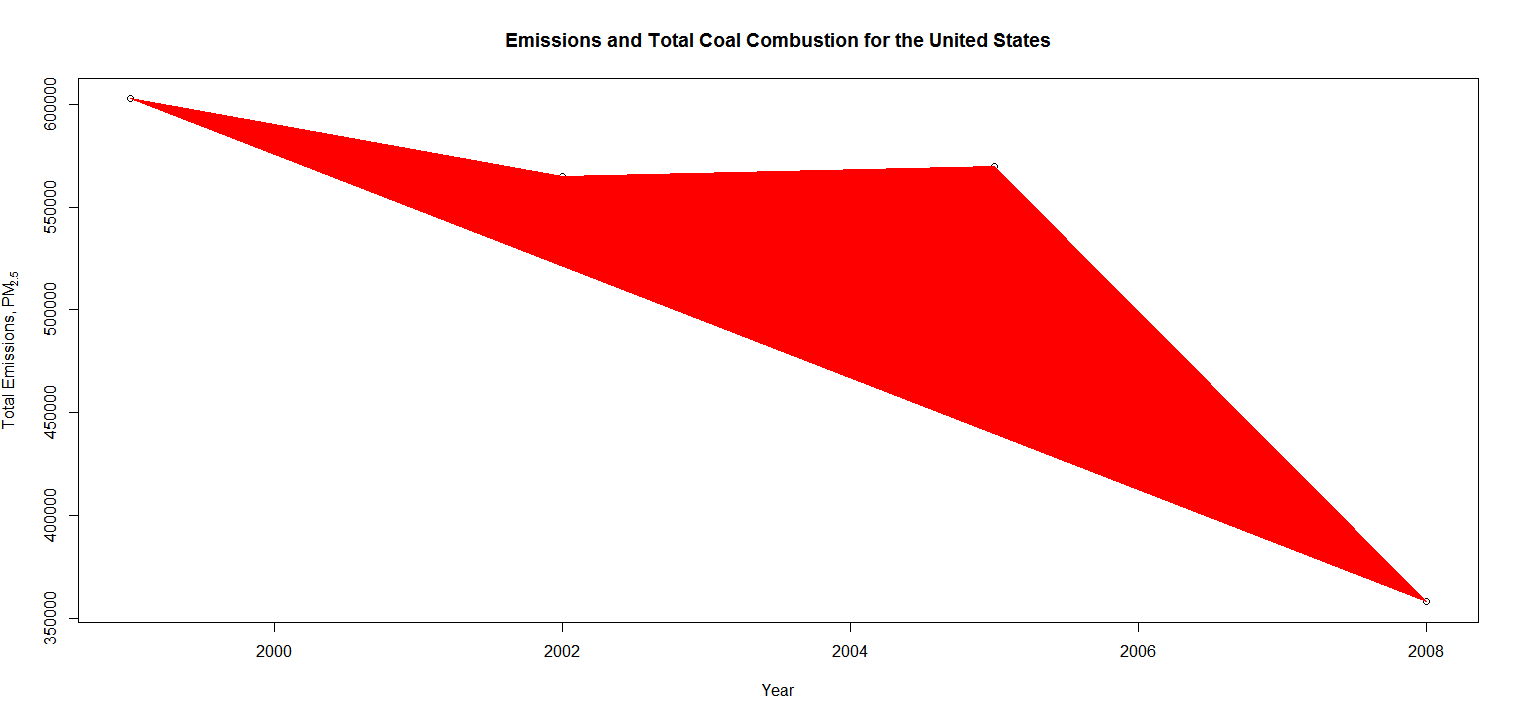 Emissions and Total Coal Combustion for the United States
Total Emissions, PM2.5
600000
550000
500000
450000
400000
350000
2000 2002 2004 2006 2008
Year